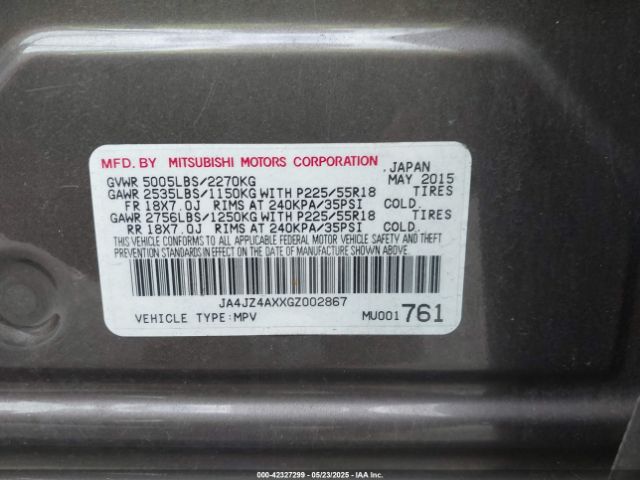 MFD. BY MITSUBISHI MOTORS CORPORATION JAPAN
GVWR 5005LBS/2270KG MAY 2015
GAWR 2535LBS/1150KG WITH P225/55R18 TIRES
FR 18X7.0J RIMS AT 240KPA/35PSI COLD.
GAWR 2756LBS/1250KG WITH P225/55R18 TIRES
RR 18X7.0J RIMS AT 240KPA/35PSI COLD.
THIS VEHICLE CONFORMS TO ALL APPLICABLE FEDERAL MOTOR VEHICLE SAFETY AND THEFT
PREVENTION STANDARDS IN EFFECT ON THE DATE OF MANUFACTURE SHOWN ABOVE.
JA4JZ4AXXGZ002867
VEHICLE TYPE:MPV MU001 761
000-42327299 - 05/23/2025 - IAAI Inc.